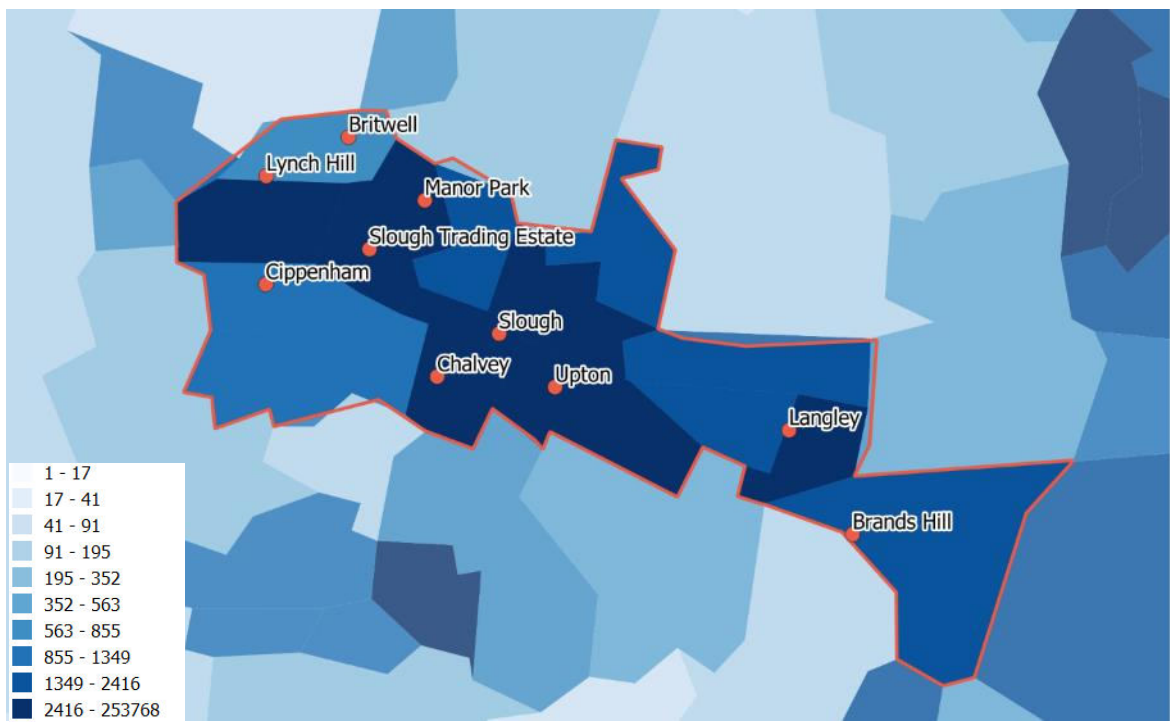 Britwell
Lynch Hill
Manor Park
Slough Trading Estate
Cippenham
Slough
Chalvey
Upton
Langley
Brands Hill
1 - 17
17 - 41
41 - 91
91 - 195
195 - 352
352 - 563
563 - 855
855 - 1349
1349 - 2416
2416 - 253768